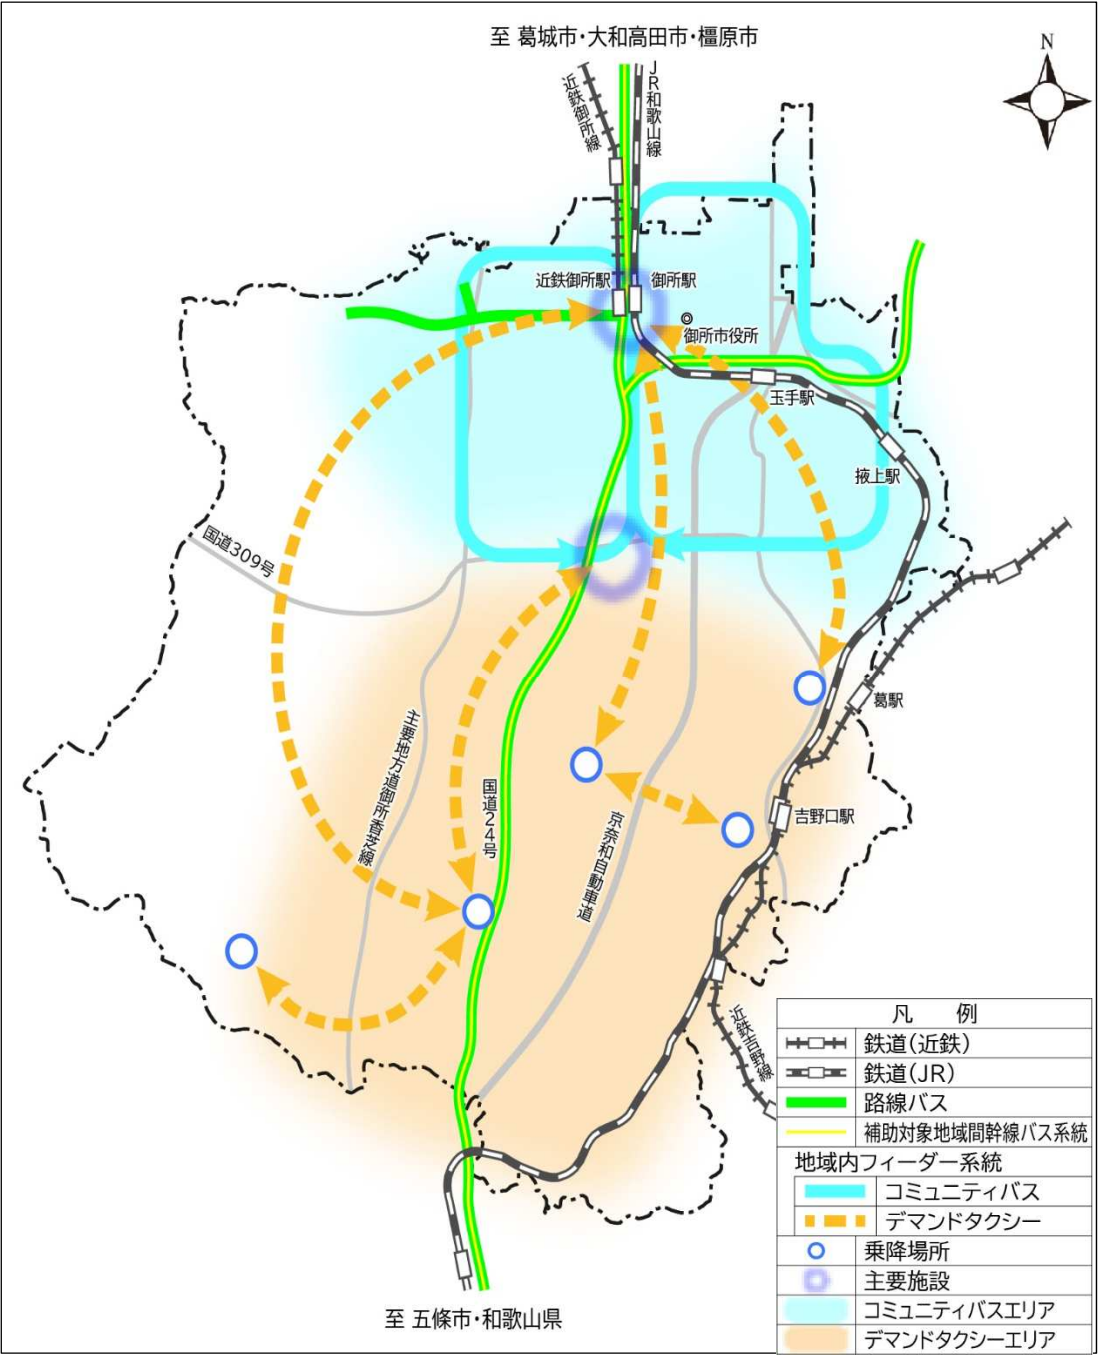 至 葛城市・大和高田市・橿原市
N
近鉄御所線
JR和歌山線
近鉄御所駅
御所駅
御所市役所
玉手駅
掖上駅
国道309号
葛駅
主要地方道御所香芝線
国道24号
京奈和自動車道
吉野口駅
近鉄吉野線
至 五條市・和歌山県
凡 例
鉄道(近鉄)
鉄道(JR)
路線バス
補助対象地域間幹線バス系統
地域内フィーダー系統
コミュニティバス
デマンドタクシー
乗降場所
主要施設
コミュニティバスエリア
デマンドタクシーエリア